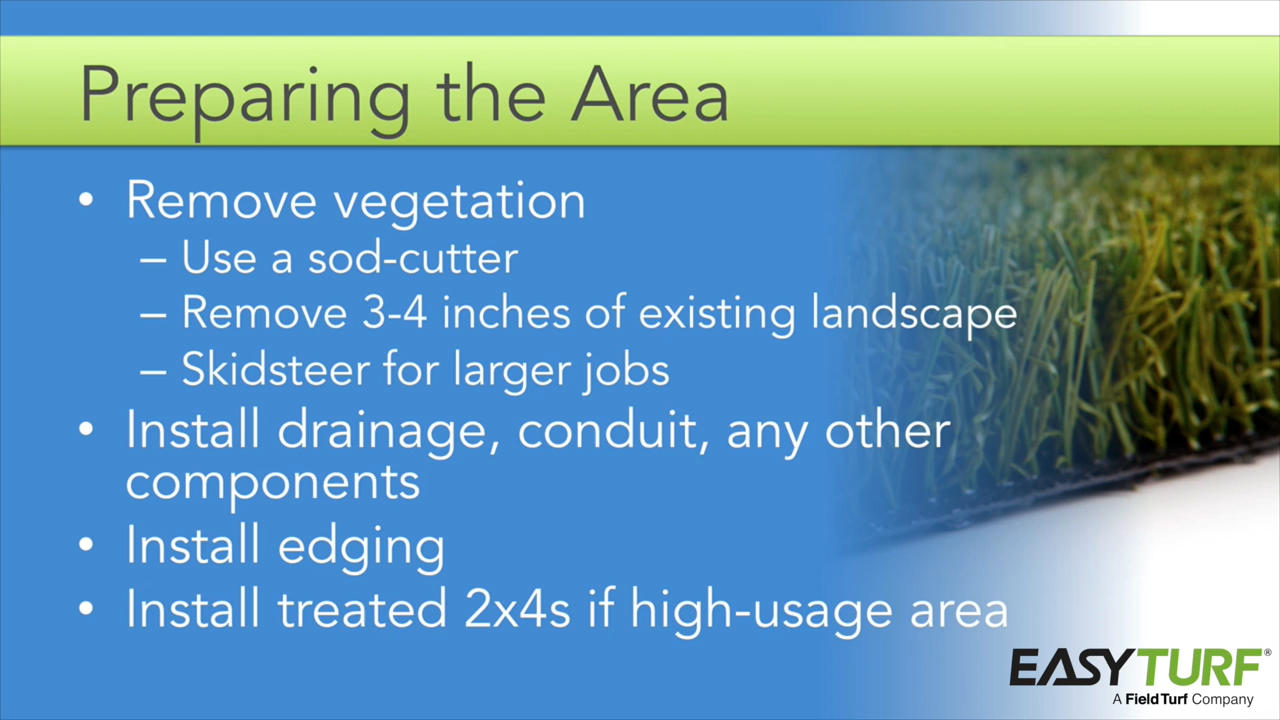 Preparing the Area
• Remove vegetation
– Use a sod-cutter
– Remove 3-4 inches of existing landscape
– Skidsteer for larger jobs
• Install drainage, conduit, any other
components
• Install edging
• Install treated 2x4s if high-usage area
EASYTURF®
A FieldTurf Company